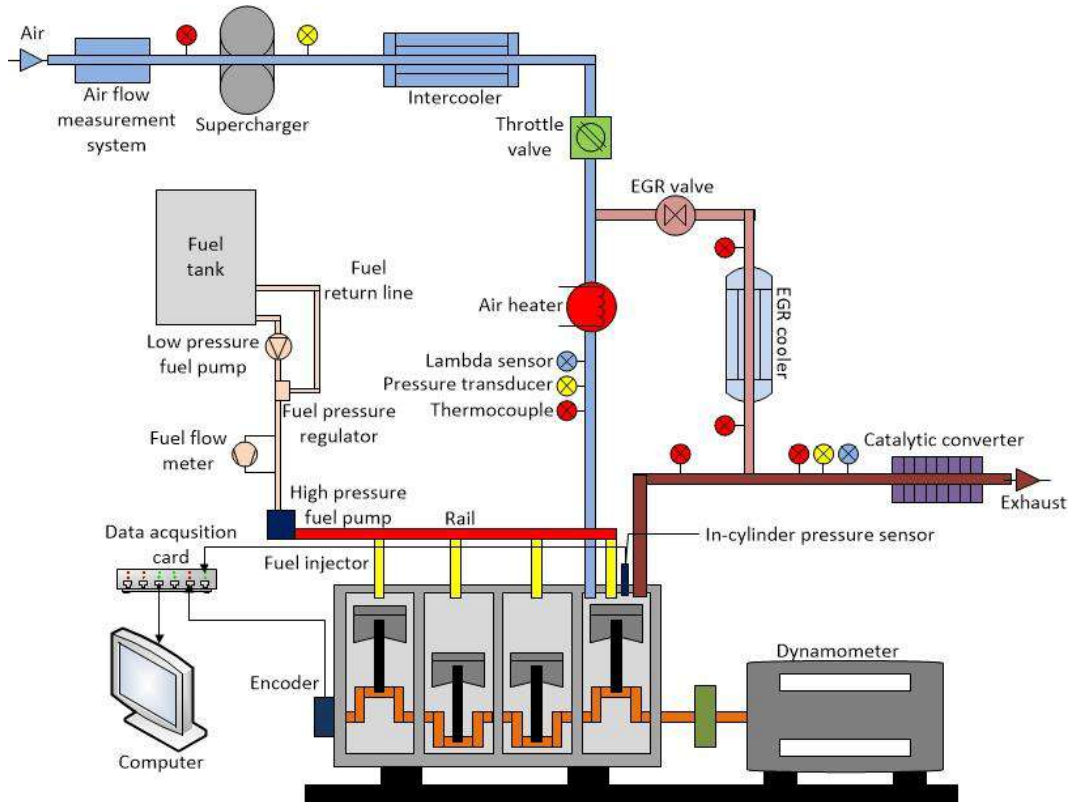 Air
Air flow
measurement
system
Supercharger
Intercooler
Throttle
valve
EGR valve
Fuel
tank
Fuel
return line
Air heater
EGR cooler
Low pressure
fuel pump
Lambda sensor
Pressure transducer
Thermocouple
Fuel pressure
regulator
Fuel flow
meter
Catalytic converter
Exhaust
High pressure
fuel pump
Rail
In-cylinder pressure sensor
Data acqusition
card
Fuel injector
Dynamometer
Encoder
Computer